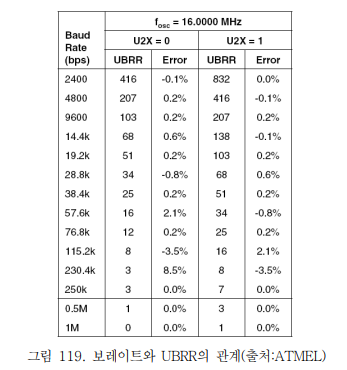 Baud Rate (bps) f_osc = 16.0000 MHz
U2X = 0 U2X = 1
UBRR Error UBRR Error
2400 416 -0.1% 832 0.0%
4800 207 0.2% 416 -0.1%
9600 103 0.2% 207 0.2%
14.4k 68 0.6% 138 -0.1%
19.2k 51 0.2% 103 0.2%
28.8k 34 -0.8% 68 0.6%
38.4k 25 0.2% 51 0.2%
57.6k 16 2.1% 34 -0.8%
76.8k 12 0.2% 25 0.2%
115.2k 8 -3.5% 16 2.1%
230.4k 3 8.5% 8 -3.5%
250k 3 0.0% 7 0.0%
0.5M 1 0.0% 3 0.0%
1M 0 0.0% 1 0.0%
그림 119. 보레이트와 UBRR의 관계(출처:ATMEL)